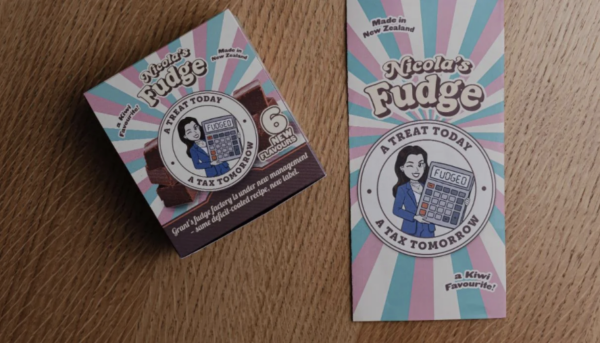 Made in
New Zealand
Nicola's
Fudge
a Kiwi
Favourite!
A TREAT TODAY
FUDGED
A TAX TOMORROW
6
NEW
FLAVOURS
Grant's fudge factory is under new management
- same deficit-coated recipe, new label.
Made in
New Zealand
Nicola's
Fudge
A TREAT TODAY
FUDGED
A TAX TOMORROW
a Kiwi
Favourite!